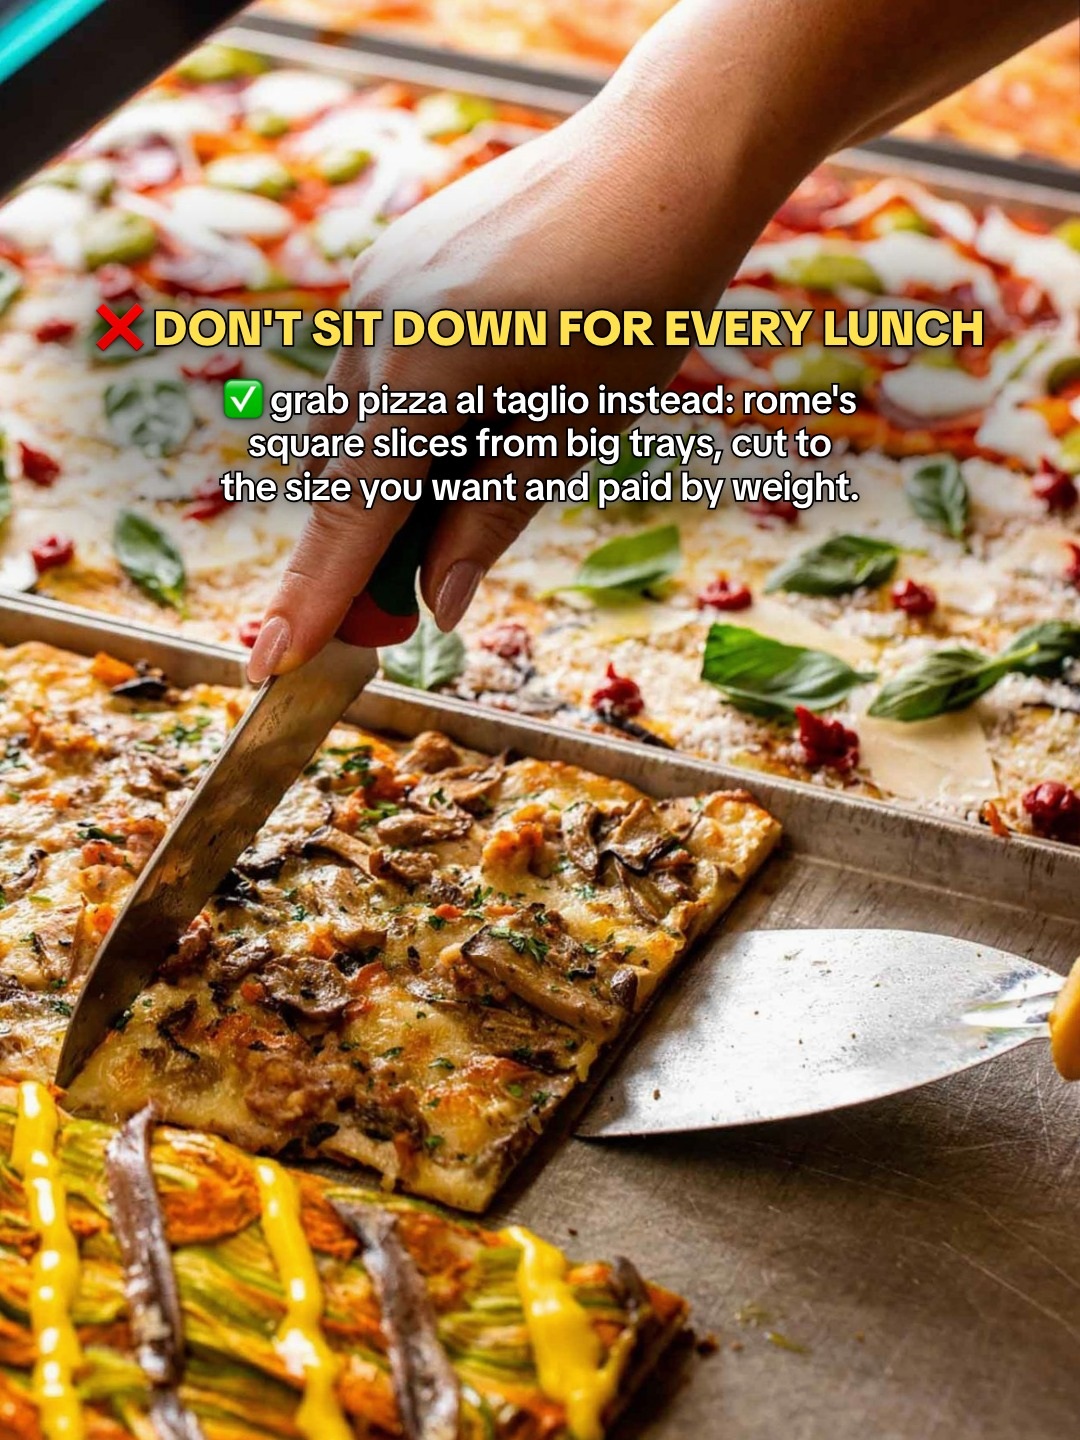 ❌ DON'T SIT DOWN FOR EVERY LUNCH
✅ grab pizza al taglio instead: rome's
square slices from big trays, cut to
the size you want and paid by weight.